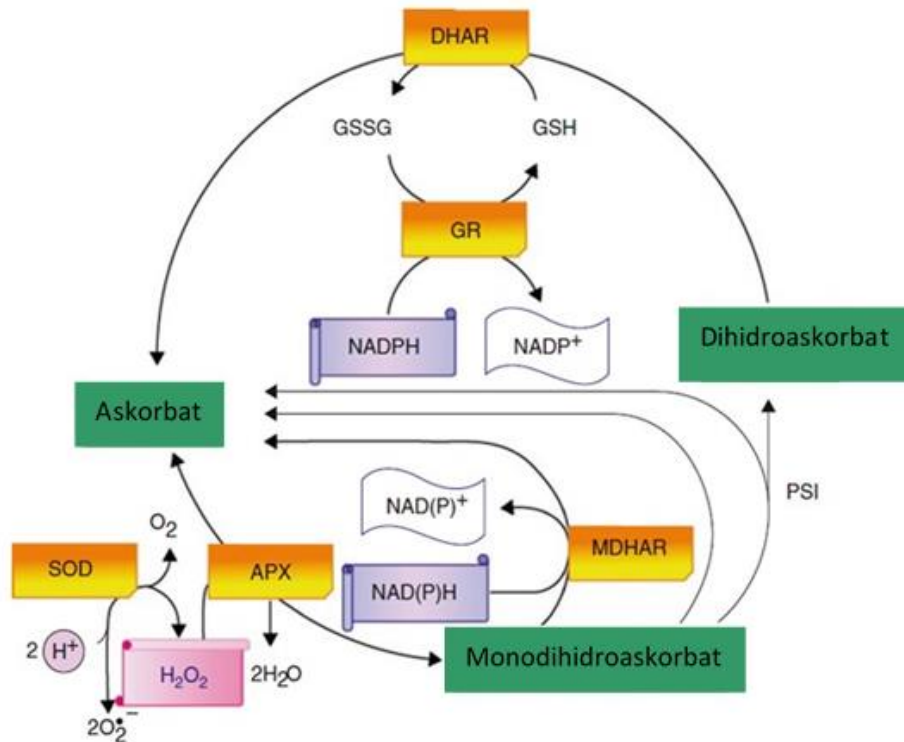 DHAR
GSSG
GSH
GR
NADPH
NADP⁺
Dihidroaskorbat
Askorbat
PSI
NAD(P)⁺
O₂
MDHAR
SOD
APX
NAD(P)H
2 H⁺
H₂O₂
2H₂O
Monodihidroaskorbat
2O₂•⁻